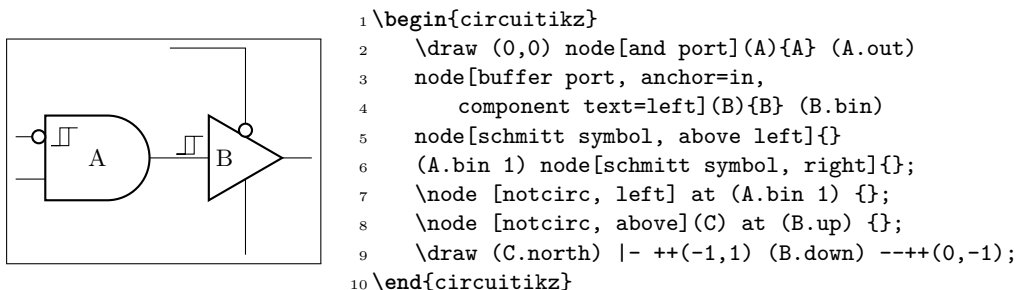 A
B
1 \begin{circuitikz}
2 \draw (0,0) node[and port](A){A} (A.out)
3 node[buffer port, anchor=in,
4 component text=left](B){B} (B.bin)
5 node[schmitt symbol, above left]{}
6 (A.bin 1) node[schmitt symbol, right]{};
7 \node [notcirc, left] at (A.bin 1) {};
8 \node [notcirc, above](C) at (B.up) {};
9 \draw (C.north) |- ++(-1,1) (B.down) --++(0,-1);
10 \end{circuitikz}